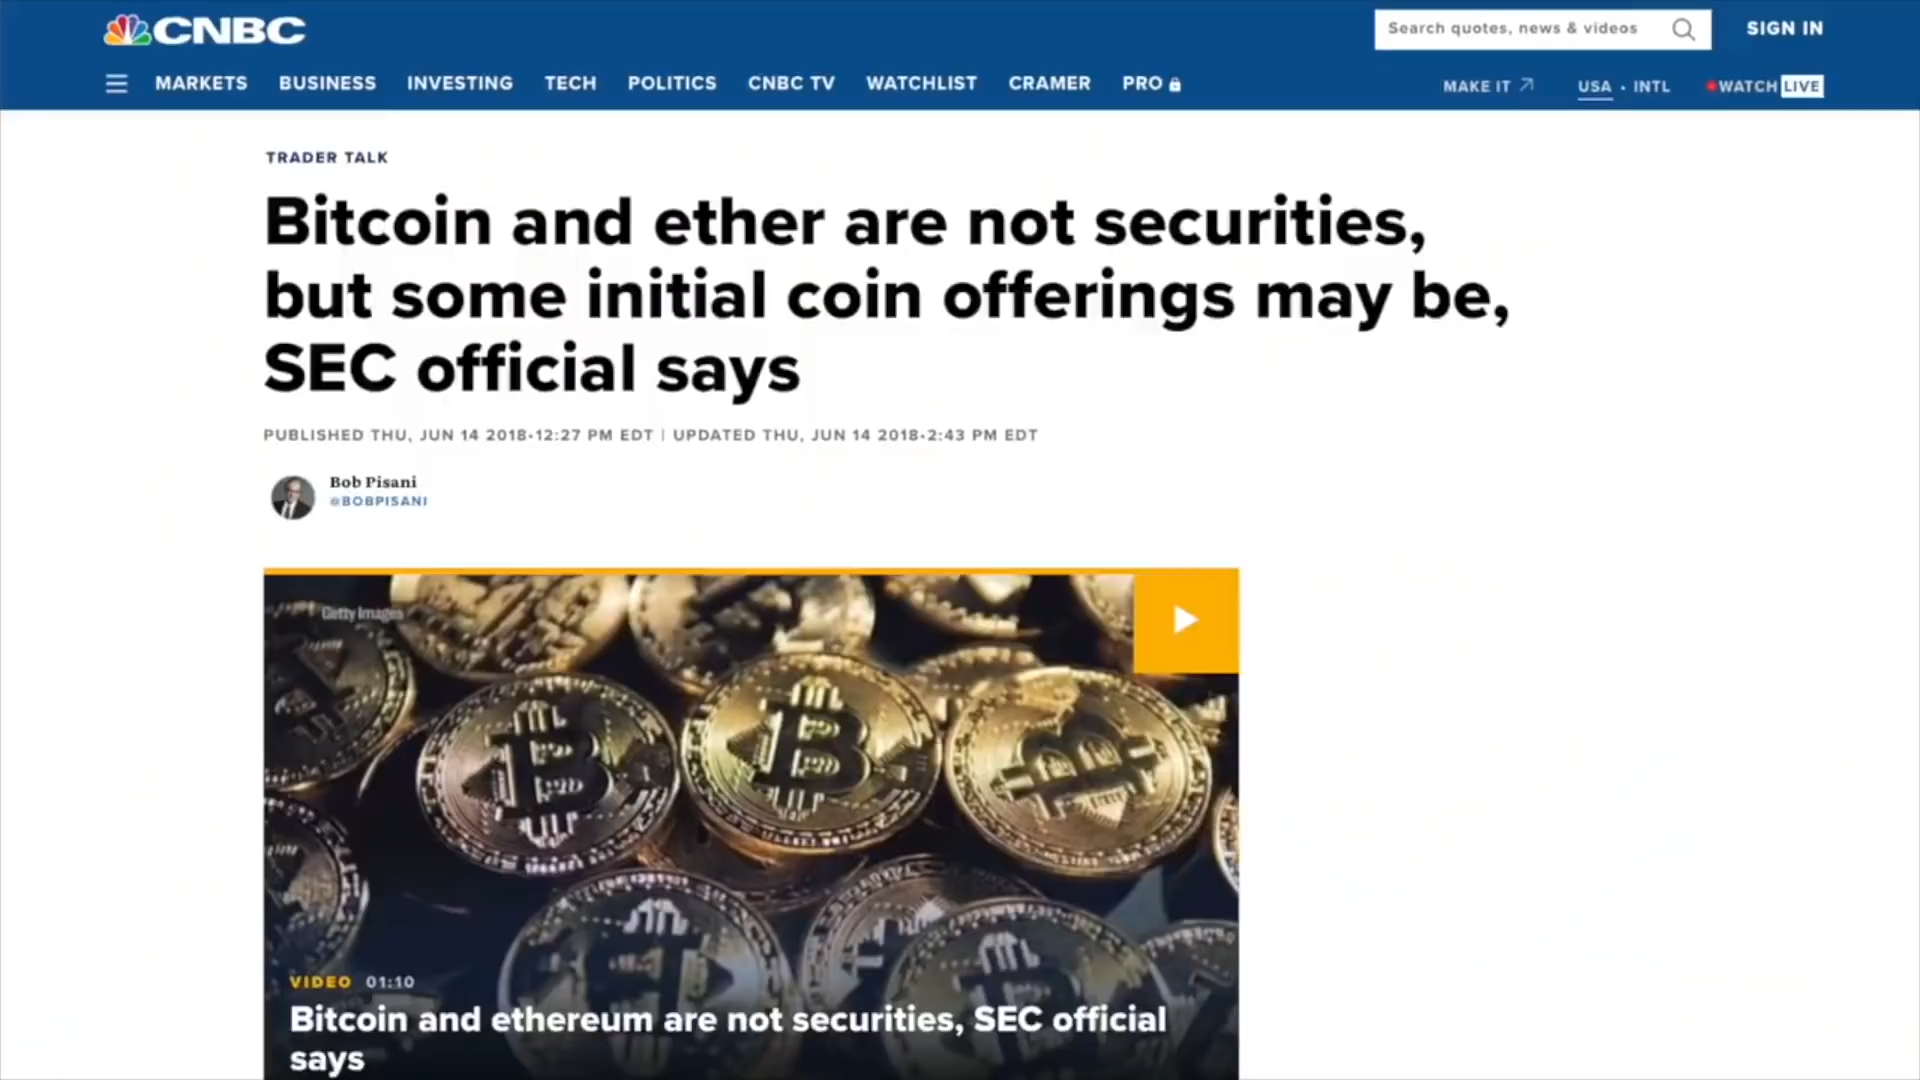 CNBC
Search quotes, news & videos
SIGN IN
MARKETS BUSINESS INVESTING TECH POLITICS CNBC TV WATCHLIST CRAMER PRO
MAKE IT USA • INTL WATCH LIVE
TRADER TALK
Bitcoin and ether are not securities,
but some initial coin offerings may be,
SEC official says
PUBLISHED THU, JUN 14 2018•12:27 PM EDT | UPDATED THU, JUN 14 2018•2:43 PM EDT
Bob Pisani
@BOBPISANI
Getty Images
VIDEO 01:10
Bitcoin and ethereum are not securities, SEC official
says